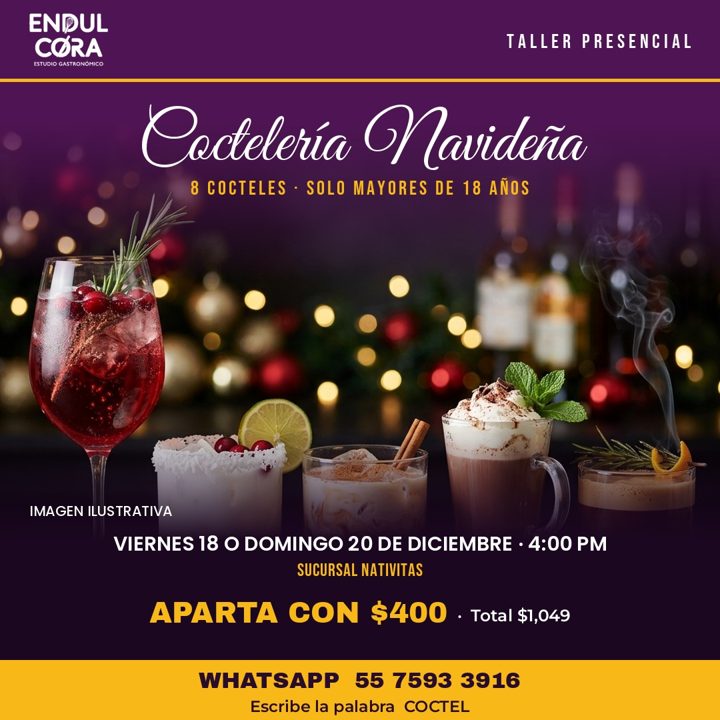 ENDUL
CORA
ESTUDIO GASTRONÓMICO
TALLER PRESENCIAL
Coctelería Navideña
8 COCTELES · SOLO MAYORES DE 18 AÑOS
IMAGEN ILUSTRATIVA
VIERNES 18 O DOMINGO 20 DE DICIEMBRE · 4:00 PM
SUCURSAL NATIVITAS
APARTA CON $400 · Total $1,049
WHATSAPP 55 7593 3916
Escribe la palabra COCTEL